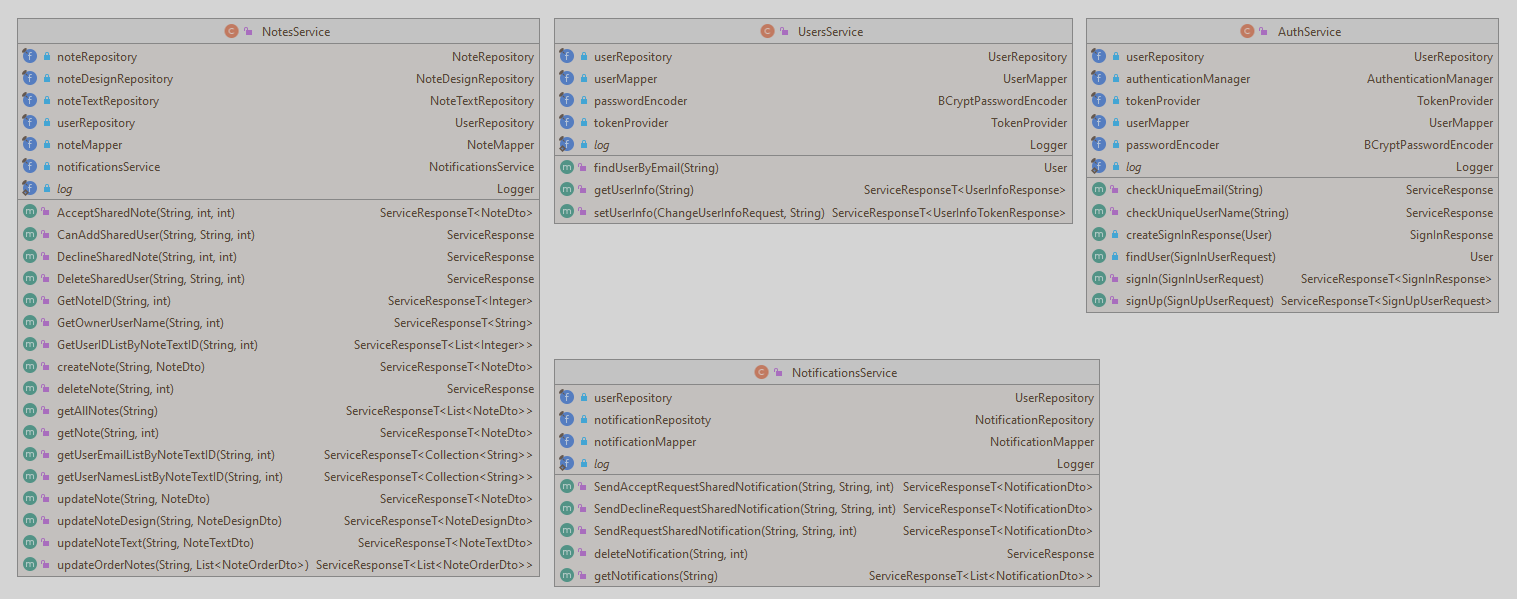 NotesService
noteRepository NoteRepository
noteDesignRepository NoteDesignRepository
noteTextRepository NoteTextRepository
userRepository UserRepository
noteMapper NoteMapper
notificationsService NotificationsService
log Logger
AcceptSharedNote(String, int, int) ServiceResponseT<NoteDto>
CanAddSharedUser(String, String, int) ServiceResponse
DeclineSharedNote(String, int, int) ServiceResponse
DeleteSharedUser(String, String, int) ServiceResponse
GetNoteID(String, int) ServiceResponseT<Integer>
GetOwnerUserName(String, int) ServiceResponseT<String>
GetUserIDListByNoteTextID(String, int) ServiceResponseT<List<Integer>>
createNote(String, NoteDto) ServiceResponseT<NoteDto>
deleteNote(String, int) ServiceResponse
getAllNotes(String) ServiceResponseT<List<NoteDto>>
getNote(String, int) ServiceResponseT<NoteDto>
getUserEmailListByNoteTextID(String, int) ServiceResponseT<Collection<String>>
getUserNamesListByNoteTextID(String, int) ServiceResponseT<Collection<String>>
updateNote(String, NoteDto) ServiceResponseT<NoteDto>
updateNoteDesign(String, NoteDesignDto) ServiceResponseT<NoteDesignDto>
updateNoteText(String, NoteTextDto) ServiceResponseT<NoteTextDto>
updateOrderNotes(String, List<NoteOrderDto>) ServiceResponseT<List<NoteOrderDto>>
UsersService
userRepository UserRepository
userMapper UserMapper
passwordEncoder BCryptPasswordEncoder
tokenProvider TokenProvider
log Logger
findUserByEmail(String) User
getUserInfo(String) ServiceResponseT<UserInfoResponse>
setUserInfo(ChangeUserInfoRequest, String) ServiceResponseT<UserInfoTokenResponse>
AuthService
userRepository UserRepository
authenticationManager AuthenticationManager
tokenProvider TokenProvider
userMapper UserMapper
passwordEncoder BCryptPasswordEncoder
log Logger
checkUniqueEmail(String) ServiceResponse
checkUniqueUserName(String) ServiceResponse
createSignInResponse(User) SignInResponse
findUser(SignInUserRequest) User
signIn(SignInUserRequest) ServiceResponseT<SignInResponse>
signUp(SignUpUserRequest) ServiceResponseT<SignUpUserRequest>
NotificationsService
userRepository UserRepository
notificationRepositoty NotificationRepository
notificationMapper NotificationMapper
log Logger
SendAcceptRequestSharedNotification(String, String, int) ServiceResponseT<NotificationDto>
SendDeclineRequestSharedNotification(String, String, int) ServiceResponseT<NotificationDto>
SendRequestSharedNotification(String, String, int) ServiceResponseT<NotificationDto>
deleteNotification(String, int) ServiceResponse
getNotifications(String) ServiceResponseT<List<NotificationDto>>